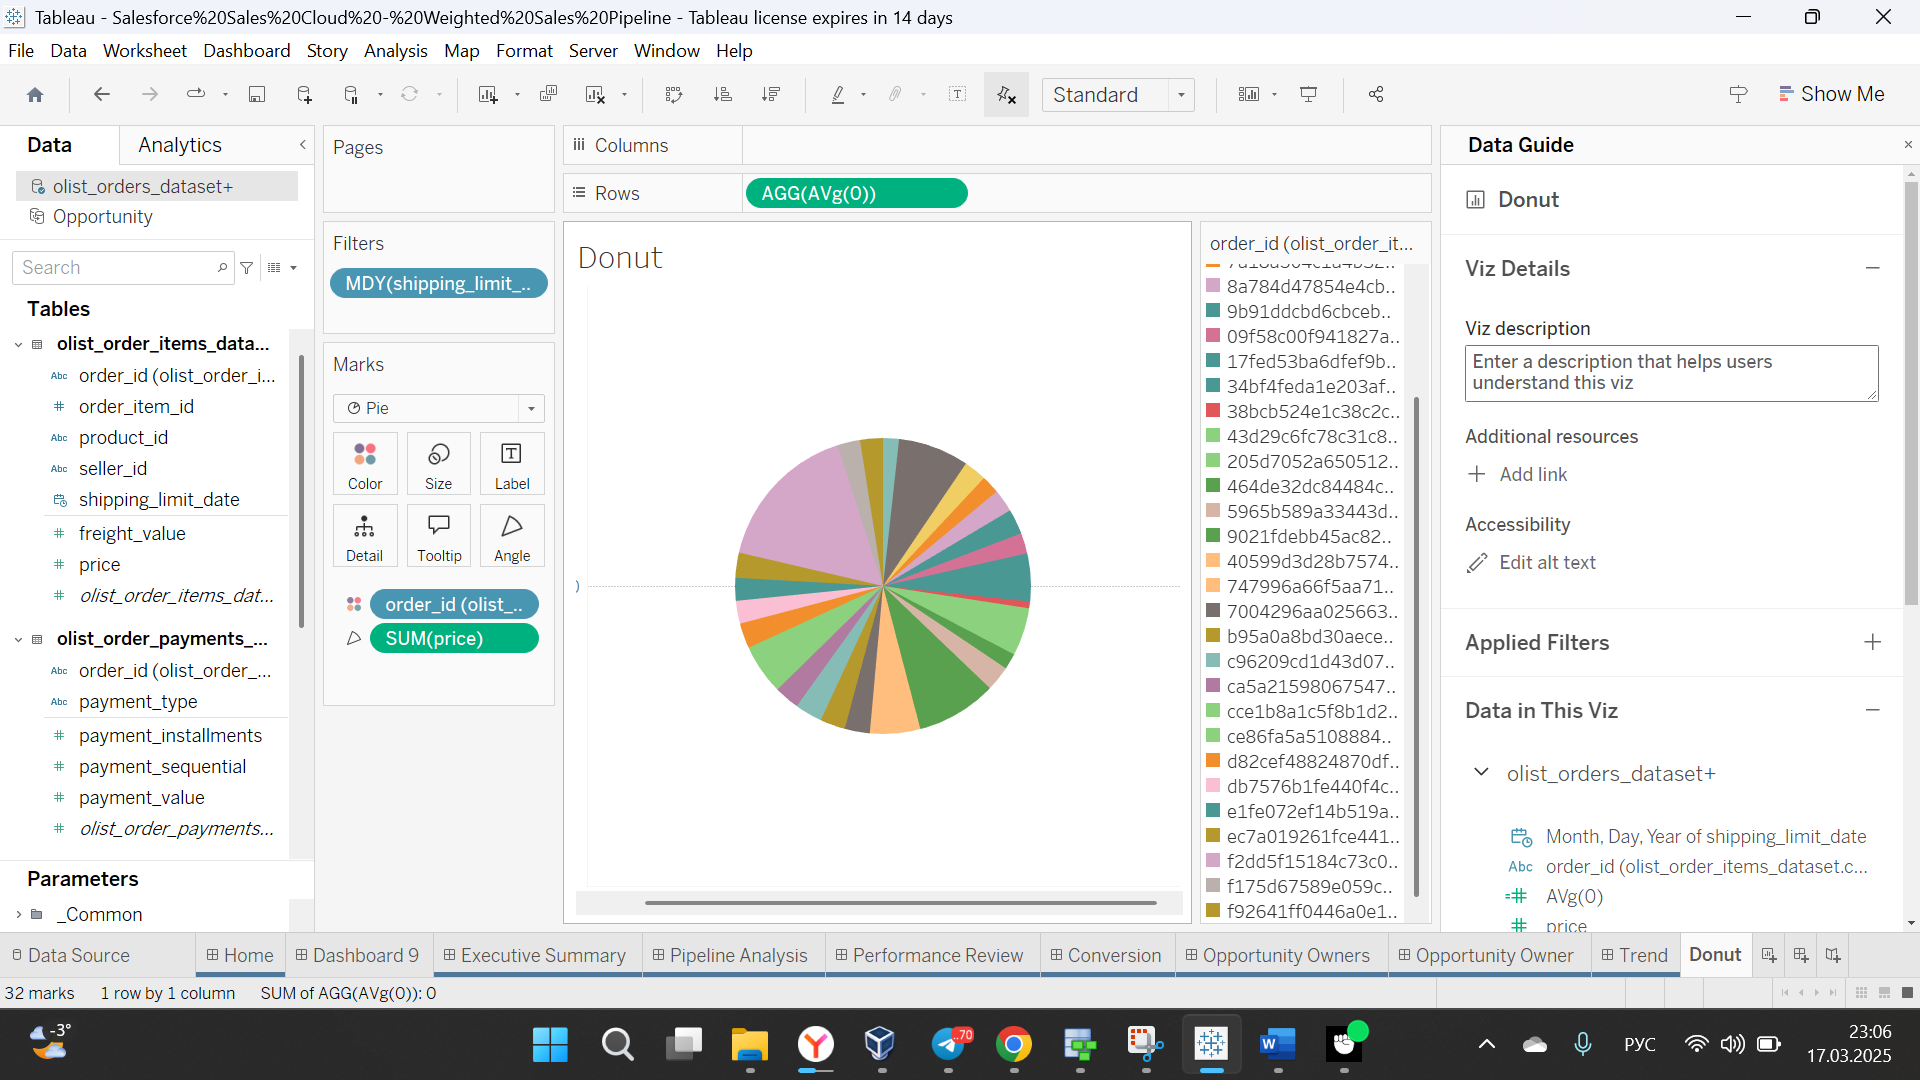 Tableau - Salesforce%20Sales%20Cloud%20-%20Weighted%20Sales%20Pipeline - Tableau license expires in 14 days
File Data Worksheet Dashboard Story Analysis Map Format Server Window Help
Standard
Show Me
Data
Analytics
olist_orders_dataset+
Opportunity
Search
Tables
olist_order_items_data...
Abc order_id (olist_order_i...
# order_item_id
Abc product_id
Abc seller_id
shipping_limit_date
# freight_value
# price
# olist_order_items_dat...
olist_order_payments_...
Abc order_id (olist_order_...
Abc payment_type
# payment_installments
# payment_sequential
# payment_value
# olist_order_payments...
Parameters
_Common
Pages
Filters
MDY(shipping_limit_..
Marks
Pie
Color Size Label
Detail Tooltip Angle
order_id (olist_..
SUM(price)
Columns
Rows
AGG(AVg(0))
Donut
order_id (olist_order_it...
8a784d47854e4cb..
9b91ddcbd6cbceb..
09f58c00f941827a..
17fed53ba6dfef9b..
34bf4feda1e203af..
38bcb524e1c38c2c..
43d29c6fc78c31c8..
205d7052a650512..
464de32dc84484c..
5965b589a33443d..
9021fdebb45ac82..
40599d3d28b7574..
747996a66f5aa71..
7004296aa025663..
b95a0a8bd30aece..
c96209cd1d43d07..
ca5a21598067547..
cce1b8a1c5f8b1d2..
ce86fa5a5108884..
d82cef48824870df..
db7576b1fe440f4c..
e1fe072ef14b519a..
ec7a019261fce441..
f2dd5f15184c73c0..
f175d67589e059c..
f92641ff0446a0e1..
Data Guide
Donut
Viz Details
Viz description
Enter a description that helps users
understand this viz
Additional resources
Add link
Accessibility
Edit alt text
Applied Filters
Data in This Viz
olist_orders_dataset+
Month, Day, Year of shipping_limit_date
Abc order_id (olist_order_items_dataset.c...
=# AVg(0)
# price
Data Source Home Dashboard 9 Executive Summary Pipeline Analysis Performance Review Conversion Opportunity Owners Opportunity Owner Trend Donut
32 marks 1 row by 1 column SUM of AGG(AVg(0)): 0
-3°
..70
РУС
23:06
17.03.2025